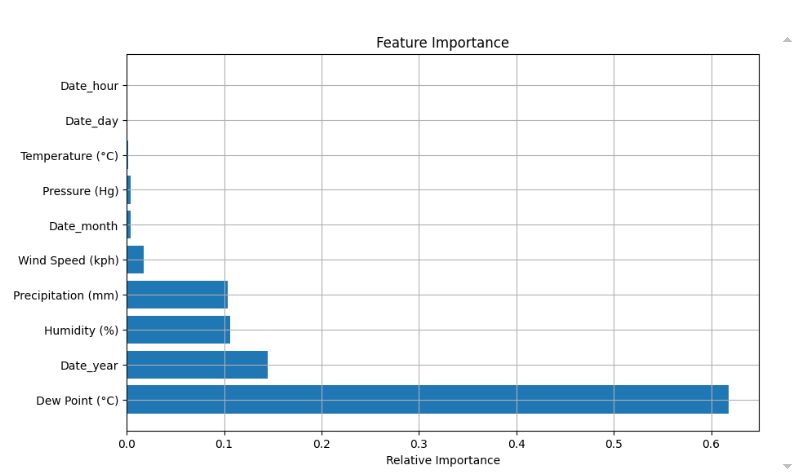 Feature Importance
Date_hour
Date_day
Temperature (°C)
Pressure (Hg)
Date_month
Wind Speed (kph)
Precipitation (mm)
Humidity (%)
Date_year
Dew Point (°C)
0.0 0.1 0.2 0.3 0.4 0.5 0.6
Relative Importance